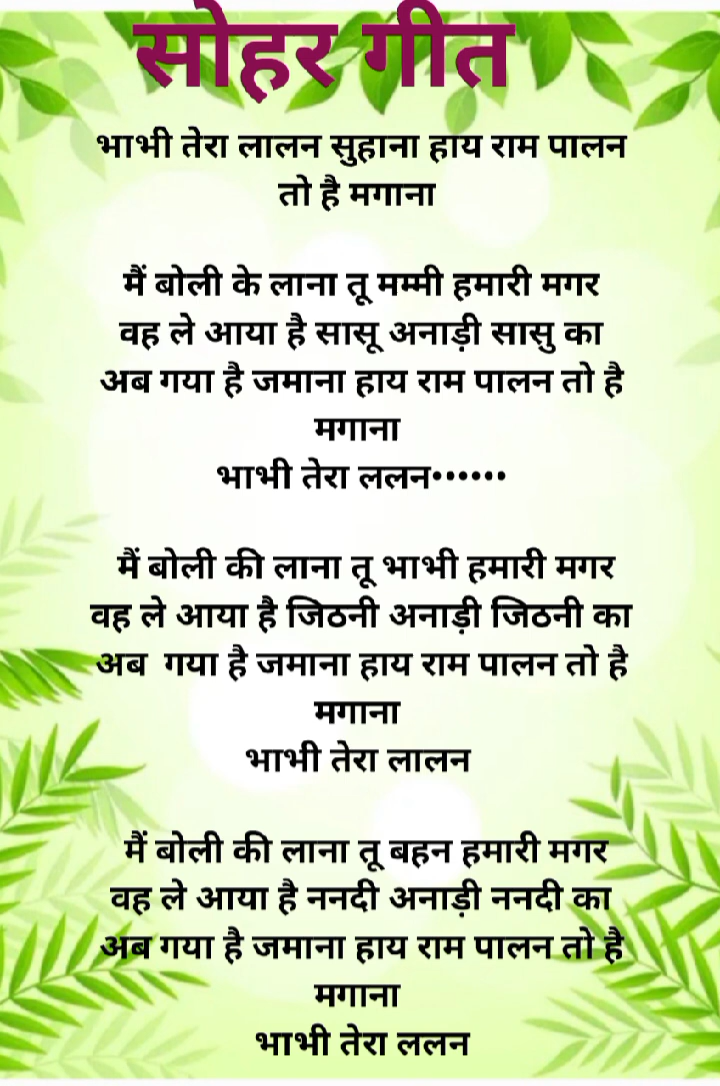 सोहर गीत
भाभी तेरा लालन सुहाना हाय राम पालन
तो है मगाना
मैं बोली के लाना तू मम्मी हमारी मगर
वह ले आया है सासू अनाड़ी सासु का
अब गया है जमाना हाय राम पालन तो है
मगाना
भाभी तेरा ललन••••••
मैं बोली की लाना तू भाभी हमारी मगर
वह ले आया है जिठनी अनाड़ी जिठनी का
अब गया है जमाना हाय राम पालन तो है
मगाना
भाभी तेरा लालन
मैं बोली की लाना तू बहन हमारी मगर
वह ले आया है ननदी अनाड़ी ननदी का
अब गया है जमाना हाय राम पालन तो है
मगाना
भाभी तेरा ललन